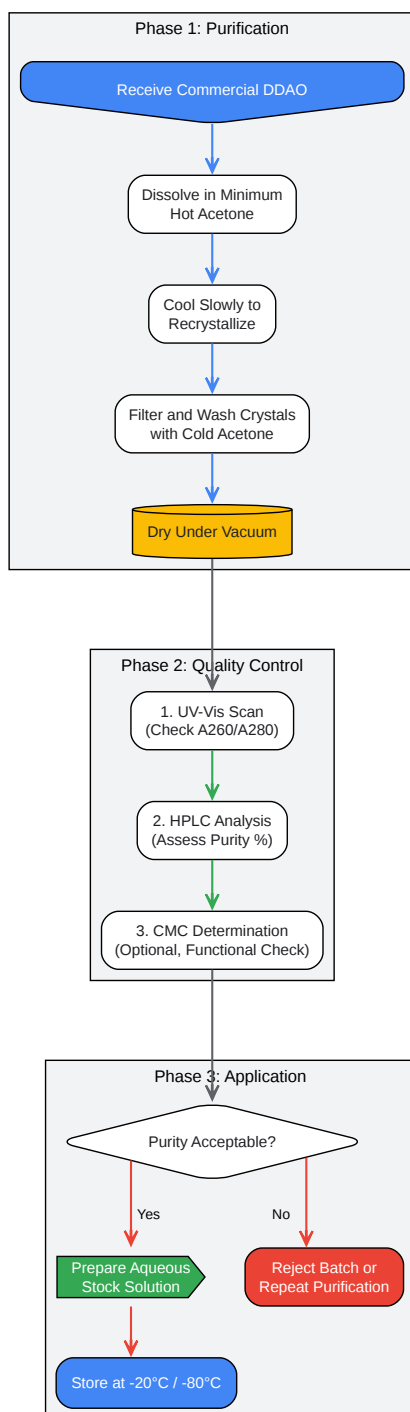 Phase 1: Purification
Receive Commercial DDAO
Dissolve in Minimum
Hot Acetone
Cool Slowly to
Recrystallize
Filter and Wash Crystals
with Cold Acetone
Dry Under Vacuum
Phase 2: Quality Control
1. UV-Vis Scan
(Check A260/A280)
2. HPLC Analysis
(Assess Purity %)
3. CMC Determination
(Optional, Functional Check)
Phase 3: Application
Purity Acceptable?
Yes
No
Prepare Aqueous
Stock Solution
Reject Batch or
Repeat Purification
Store at -20°C / -80°C